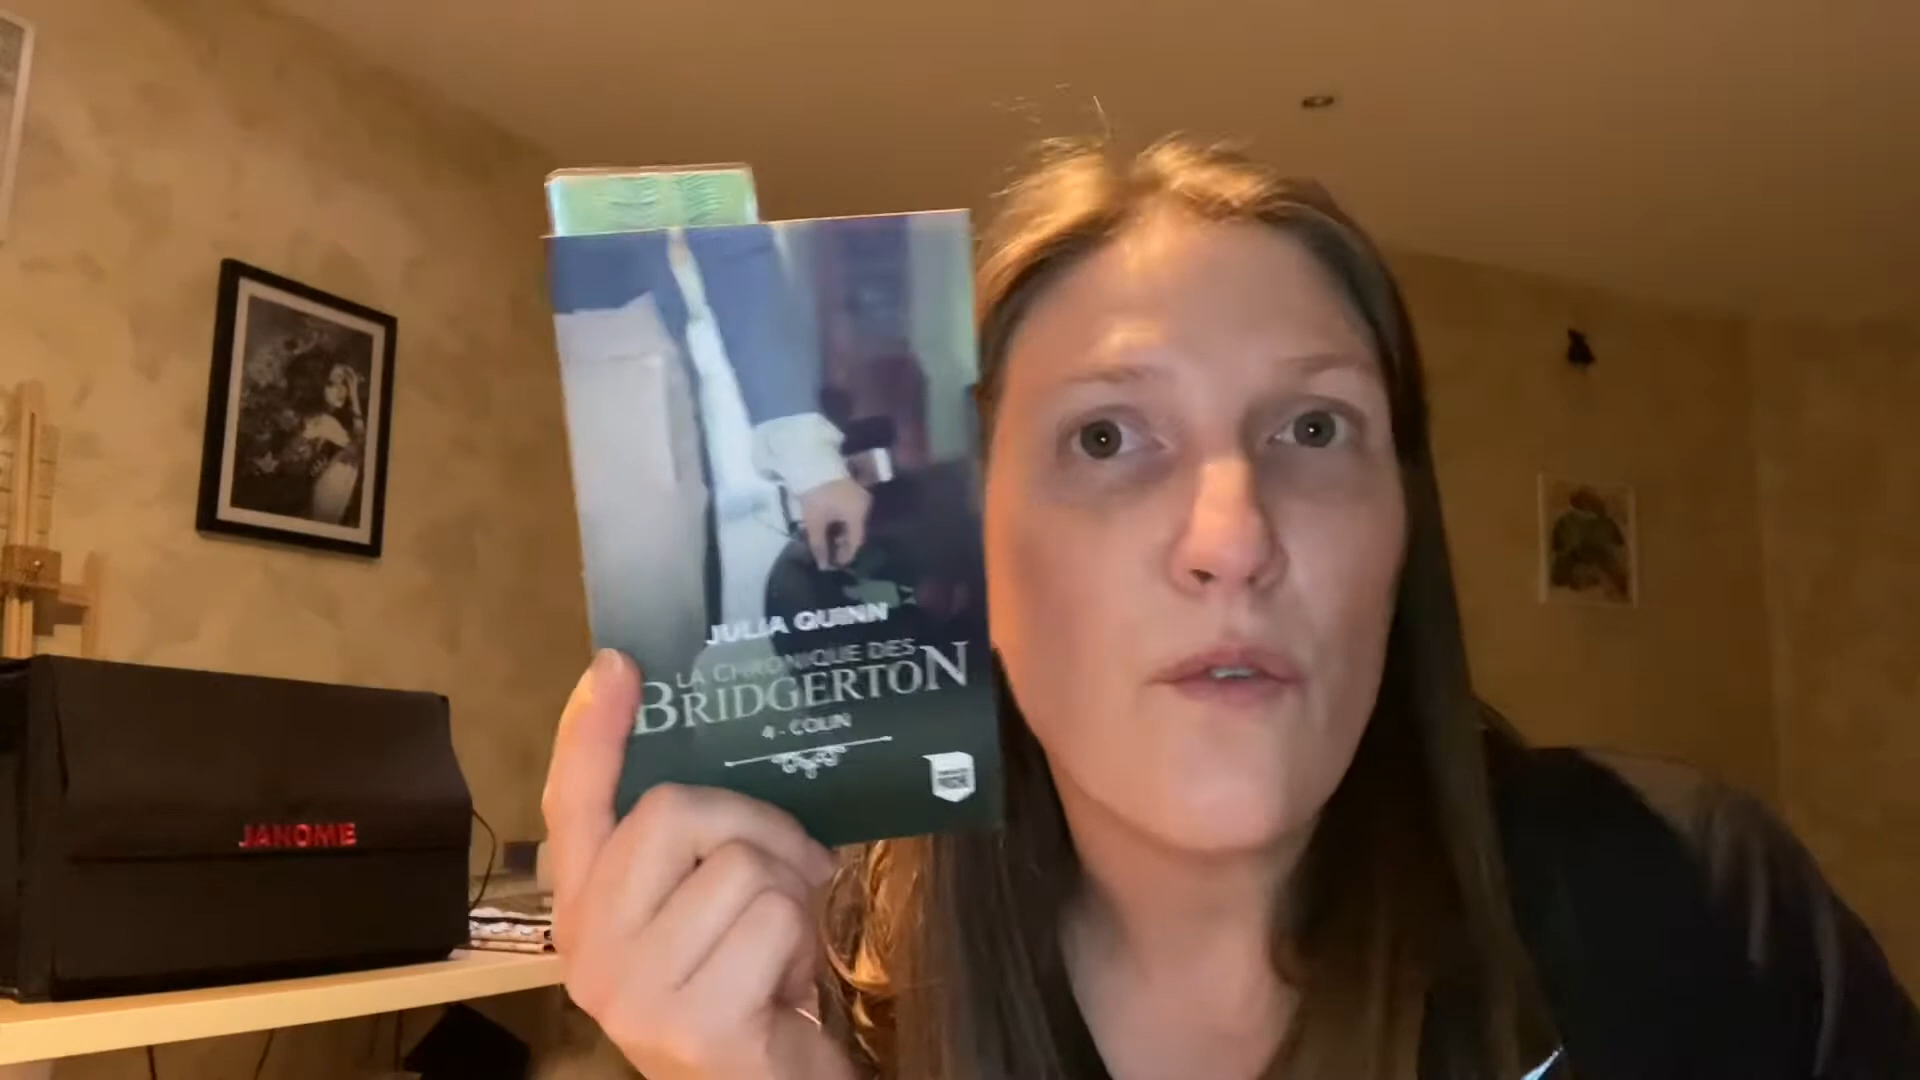 JULIA QUINN
LA CHRONIQUE DES
BRIDGERTON
4 - COLIN
JANOME